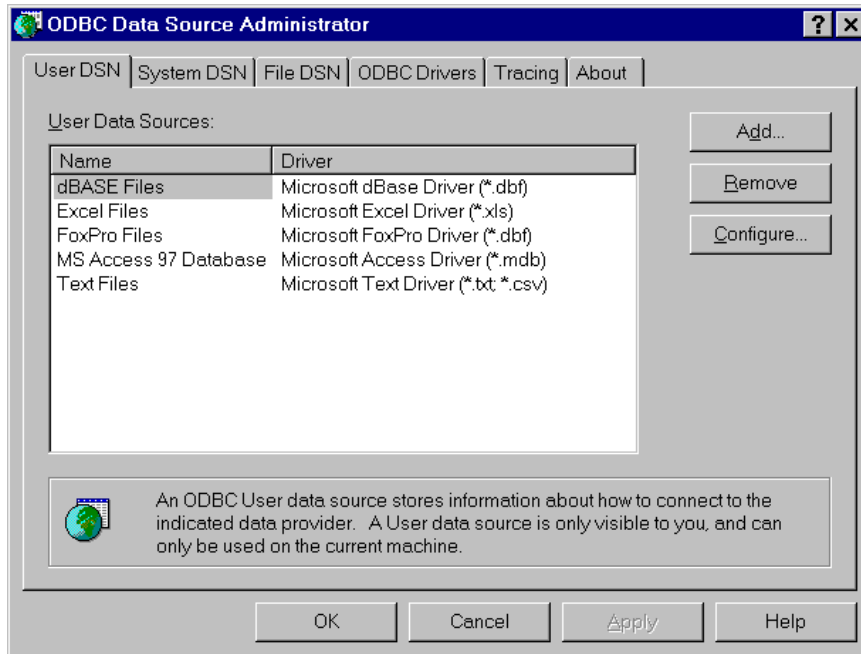 ODBC Data Source Administrator
User DSN System DSN File DSN ODBC Drivers Tracing About
User Data Sources:
Name Driver
dBASE Files Microsoft dBase Driver (*.dbf)
Excel Files Microsoft Excel Driver (*.xls)
FoxPro Files Microsoft FoxPro Driver (*.dbf)
MS Access 97 Database Microsoft Access Driver (*.mdb)
Text Files Microsoft Text Driver (*.txt; *.csv)
Add...
Remove
Configure...
An ODBC User data source stores information about how to connect to the
indicated data provider. A User data source is only visible to you, and can
only be used on the current machine.
OK Cancel Apply Help